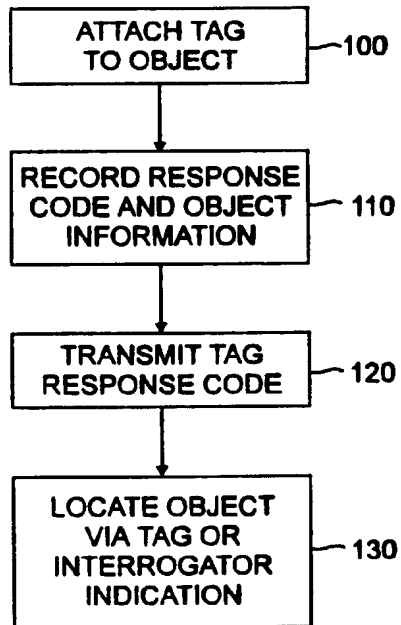 ATTACH TAG
TO OBJECT
100
RECORD RESPONSE
CODE AND OBJECT
INFORMATION
110
TRANSMIT TAG
RESPONSE CODE
120
LOCATE OBJECT
VIA TAG OR
INTERROGATOR
INDICATION
130